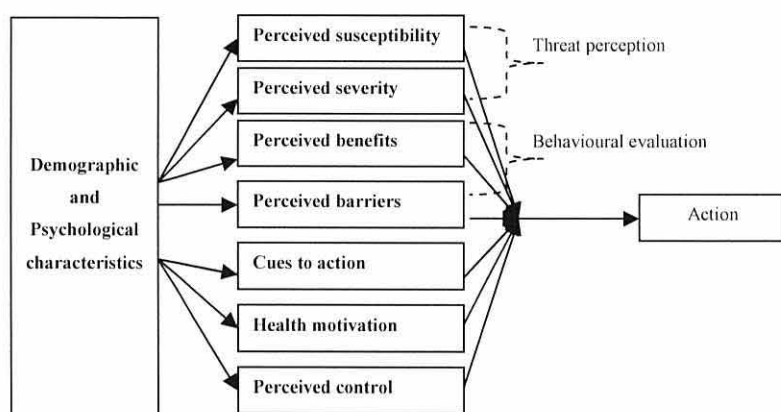 Demographic
and
Psychological
characteristics
Perceived susceptibility
Perceived severity
Perceived benefits
Perceived barriers
Cues to action
Health motivation
Perceived control
Threat perception
Behavioural evaluation
Action